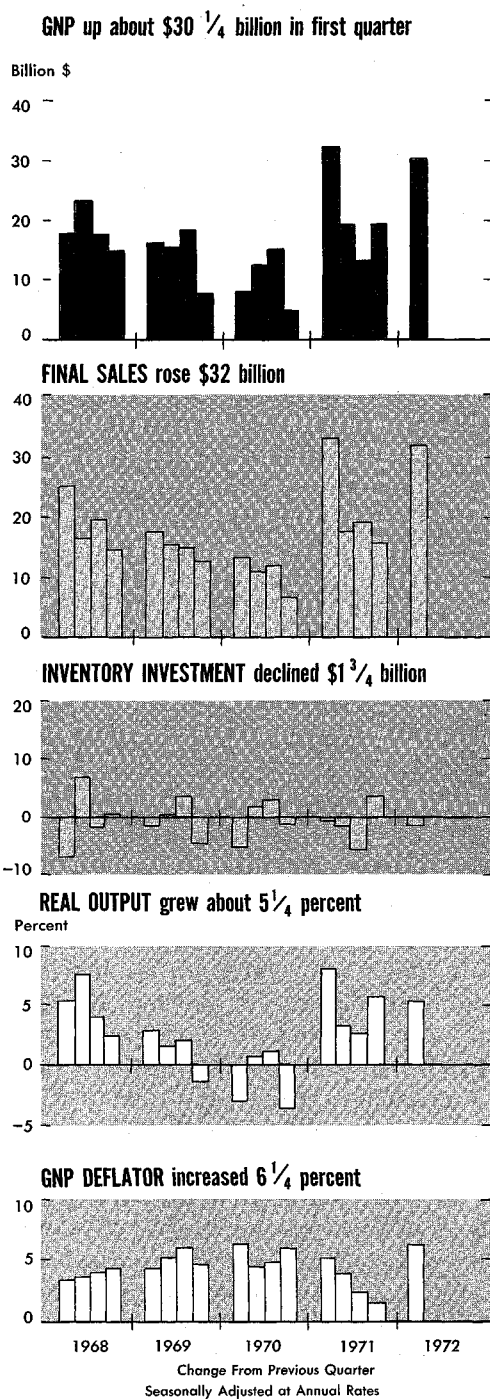 GNP up about $30 1/4 billion in first quarter
Billion $
40
30
20
10
0
FINAL SALES rose $32 billion
40
30
20
10
0
INVENTORY INVESTMENT declined $1 3/4 billion
20
10
0
-10
REAL OUTPUT grew about 5 1/4 percent
Percent
10
5
0
-5
GNP DEFLATOR increased 6 1/4 percent
10
5
0
1968 1969 1970 1971 1972
Change From Previous Quarter
Seasonally Adjusted at Annual Rates